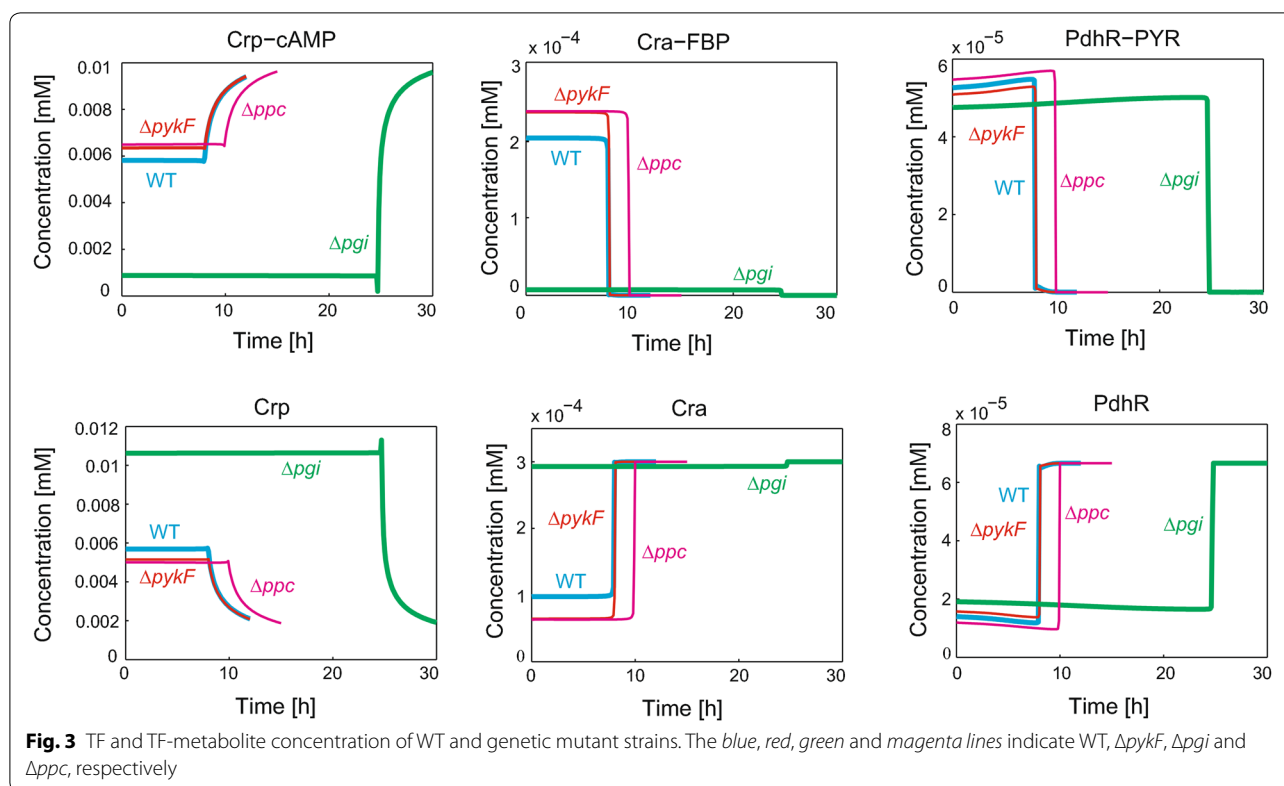 Crp–cAMP
Concentration [mM]
0.01
0.008
0.006
0.004
0.002
0
ΔpykF
Δppc
WT
Δpgi
0 10 20 30
Time [h]
Cra–FBP
x 10⁻⁴
Concentration [mM]
3
2
1
0
ΔpykF
WT
Δppc
Δpgi
0 10 20 30
Time [h]
PdhR–PYR
x 10⁻⁵
Concentration [mM]
6
4
2
0
ΔpykF
WT
Δppc
Δpgi
0 10 20 30
Time [h]
Crp
Concentration [mM]
0.012
0.01
0.008
0.006
0.004
0.002
0
Δpgi
WT
ΔpykF
Δppc
0 10 20 30
Time [h]
Cra
x 10⁻⁴
Concentration [mM]
4
3
2
1
0
Δpgi
ΔpykF
Δppc
WT
0 10 20 30
Time [h]
PdhR
x 10⁻⁵
Concentration [mM]
8
6
4
2
0
WT
ΔpykF
Δppc
Δpgi
0 10 20 30
Time [h]
Fig. 3 TF and TF-metabolite concentration of WT and genetic mutant strains. The blue, red, green and magenta lines indicate WT, ΔpykF, Δpgi and
Δppc, respectively